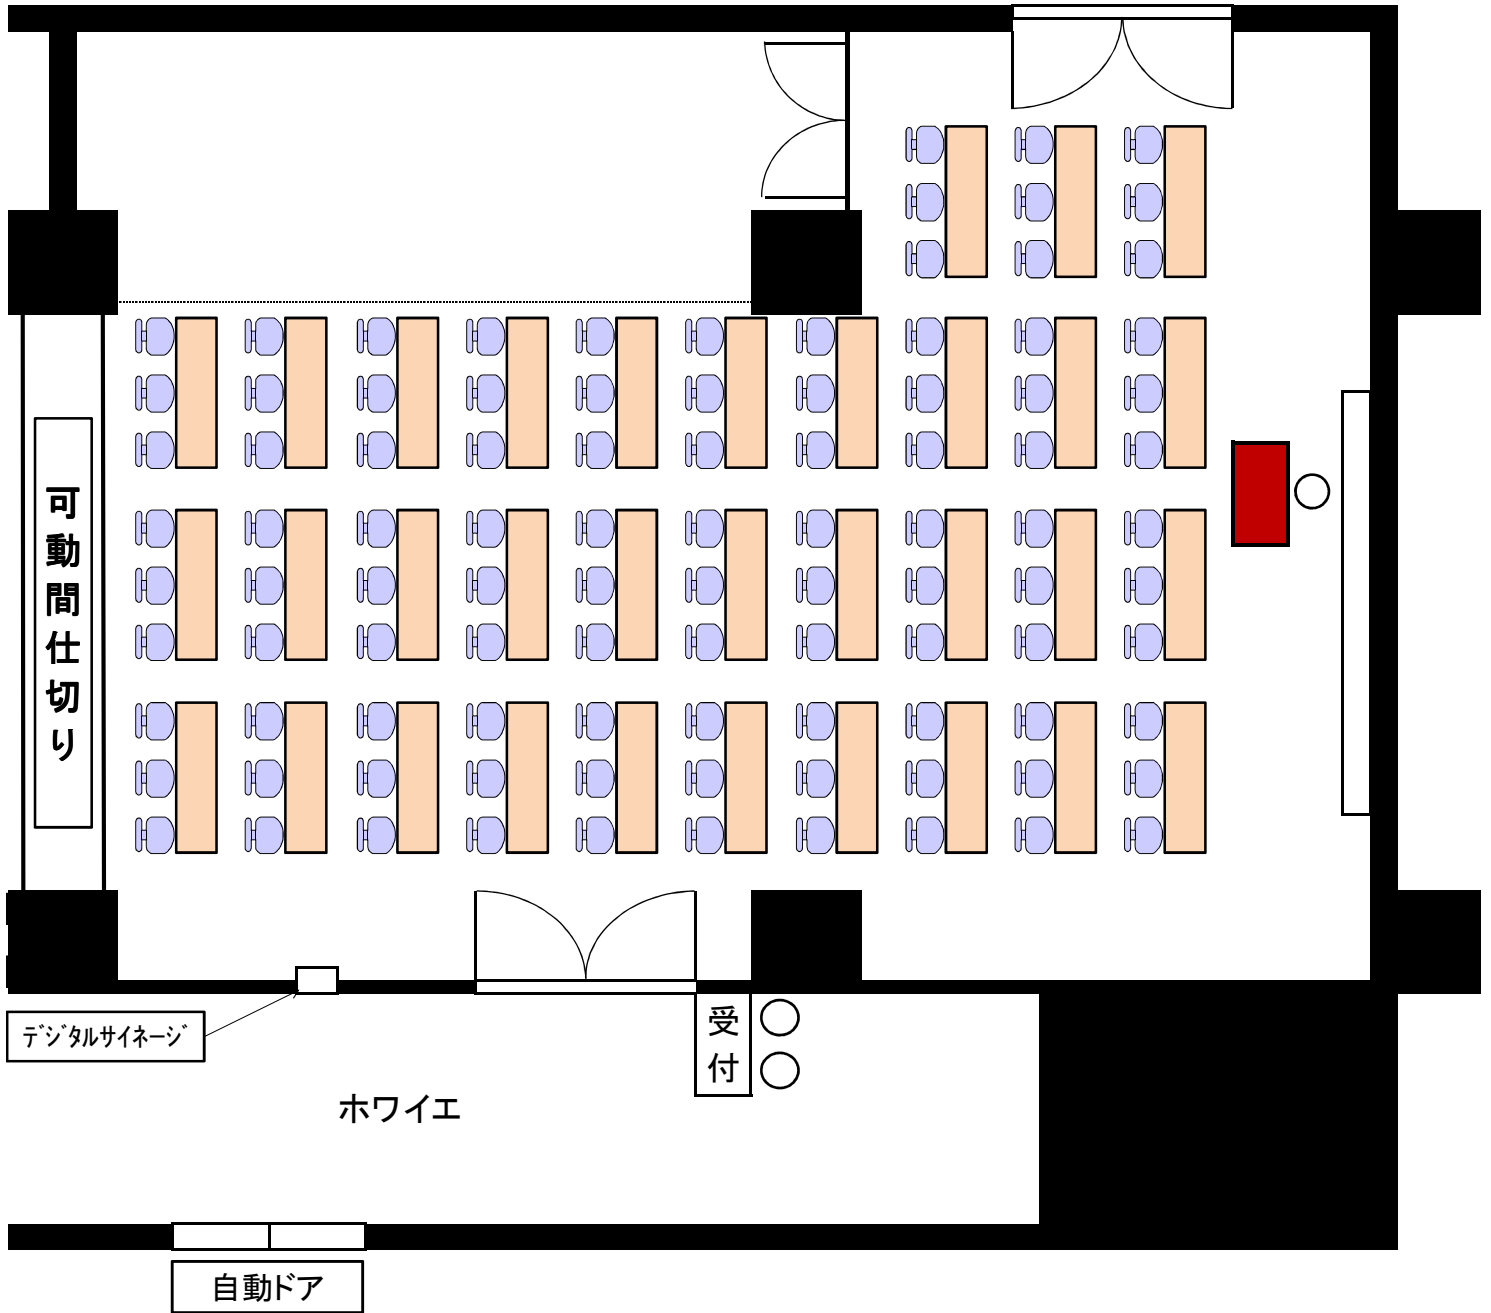 可動間仕切り
デジタルサイネージ
受付
ホワイエ
自動ドア